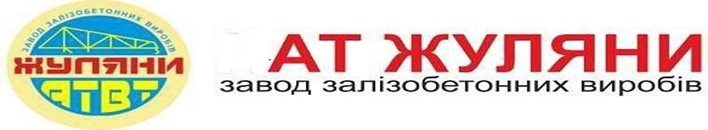 ЗАВОД ЗАЛІЗОБЕТОННИХ ВИРОБІВ
ЖУЛЯНИ
АТВТ
АТ ЖУЛЯНИ
завод залізобетонних виробів